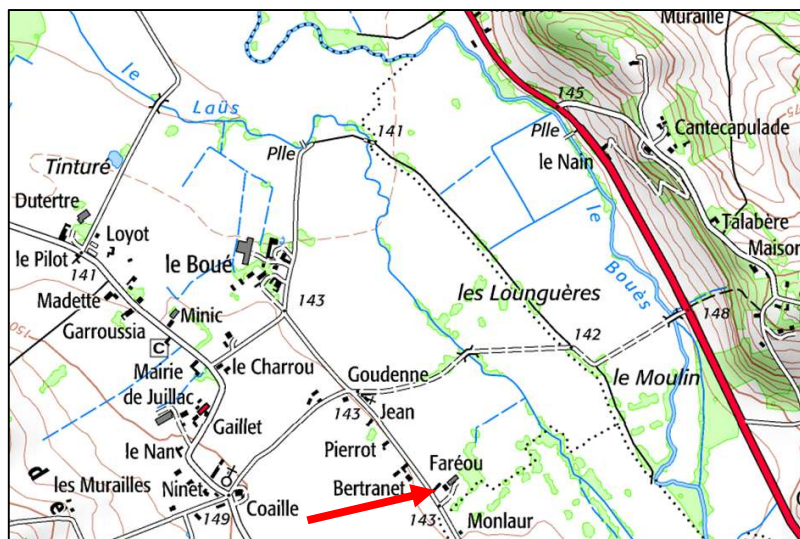 Muraille
le
Laüs
145
Plle
Cantecapulade
141
Plle
le Nain
Tinturé
le
Dutertre
Talabère
Loyot
Maison
le Boué
le Pilot
141
Bouès
Madette
143
les Lounguères
150
Minic
148
Garroussia
C
142
le Charrou
Goudenne
Mairie
de Juillac
le Moulin
143
Jean
Gaillet
Pierrot
le Nan
Faréou
d
e
les Murailles
Bertranet
Ninet
Coaille
149
143
Monlaur